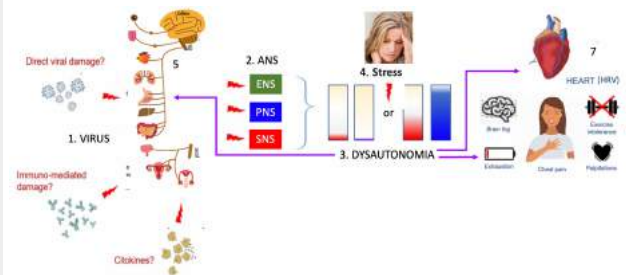 Direct viral damage?
5
1. VIRUS
Immuno-mediated
damage?
Citokines?
2. ANS
ENS
PNS
SNS
4. Stress
or
3. DYSAUTONOMIA
7
HEART (HRV)
Brain fog
Exercise
intolerance
Exhaustion
Chest pain
Palpitations